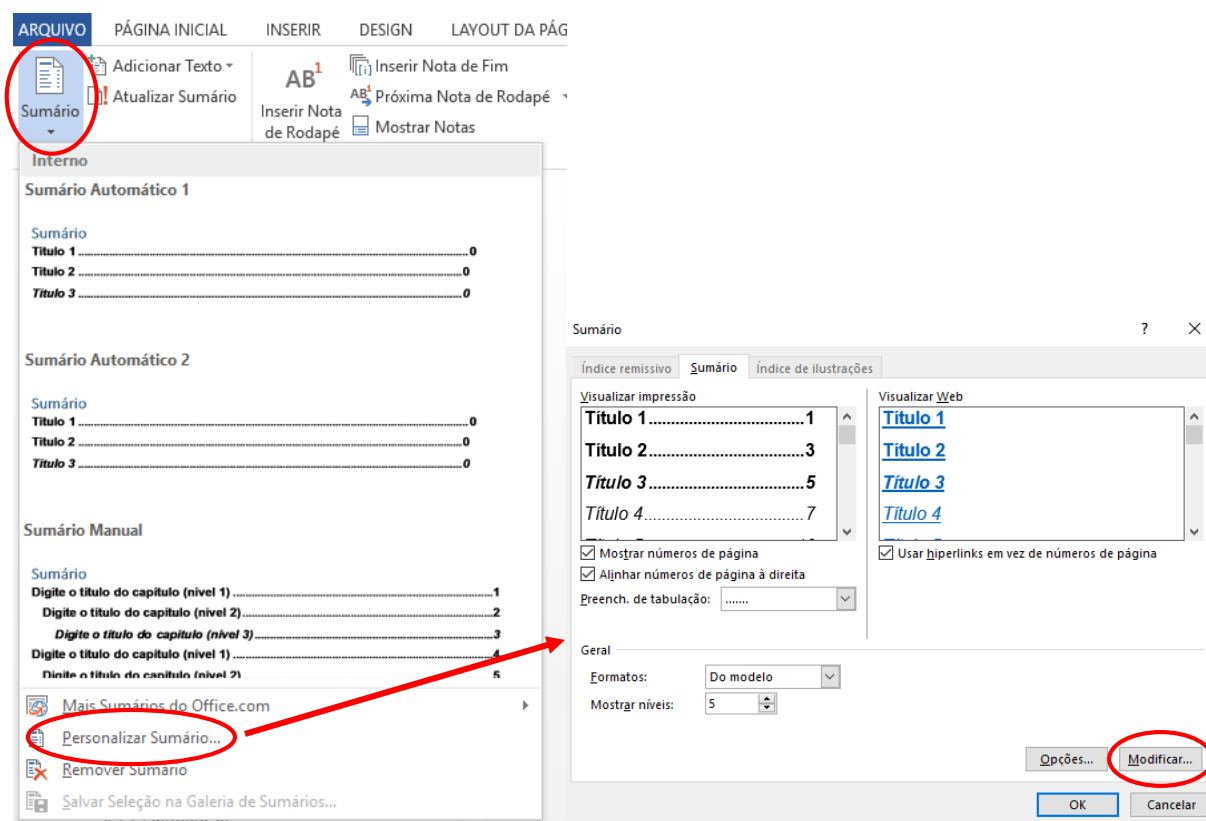 ARQUIVO PÁGINA INICIAL INSERIR DESIGN LAYOUT DA PÁG
Sumário
Adicionar Texto
Atualizar Sumário
AB1
Inserir Nota
de Rodapé
Inserir Nota de Fim
Próxima Nota de Rodapé
Mostrar Notas
Interno
Sumário Automático 1
Sumário
Título 1 ........ 0
Título 2 ........ 0
Título 3 ........ 0
Sumário Automático 2
Sumário
Título 1 ........ 0
Título 2 ........ 0
Título 3 ........ 0
Sumário Manual
Sumário
Digite o título do capítulo (nível 1) ........ 1
Digite o título do capítulo (nível 2) ........ 2
Digite o título do capítulo (nível 3) ........ 3
Digite o título do capítulo (nível 1) ........ 4
Digite o título do capítulo (nível 2) ........ 5
Mais Sumários do Office.com
Personalizar Sumário...
Remover Sumário
Salvar Seleção na Galeria de Sumários...
Sumário ?
Índice remissivo Sumário Índice de ilustrações
Visualizar impressão
Título 1 ........ 1
Título 2 ........ 3
Título 3 ........ 5
Título 4 ........ 7
Mostrar números de página
Alinhar números de página à direita
Preench. de tabulação: .......
Visualizar Web
Título 1
Título 2
Título 3
Título 4
Usar hiperlinks em vez de números de página
Geral
Formatos: Do modelo
Mostrar níveis: 5
Opções... Modificar...
OK Cancelar